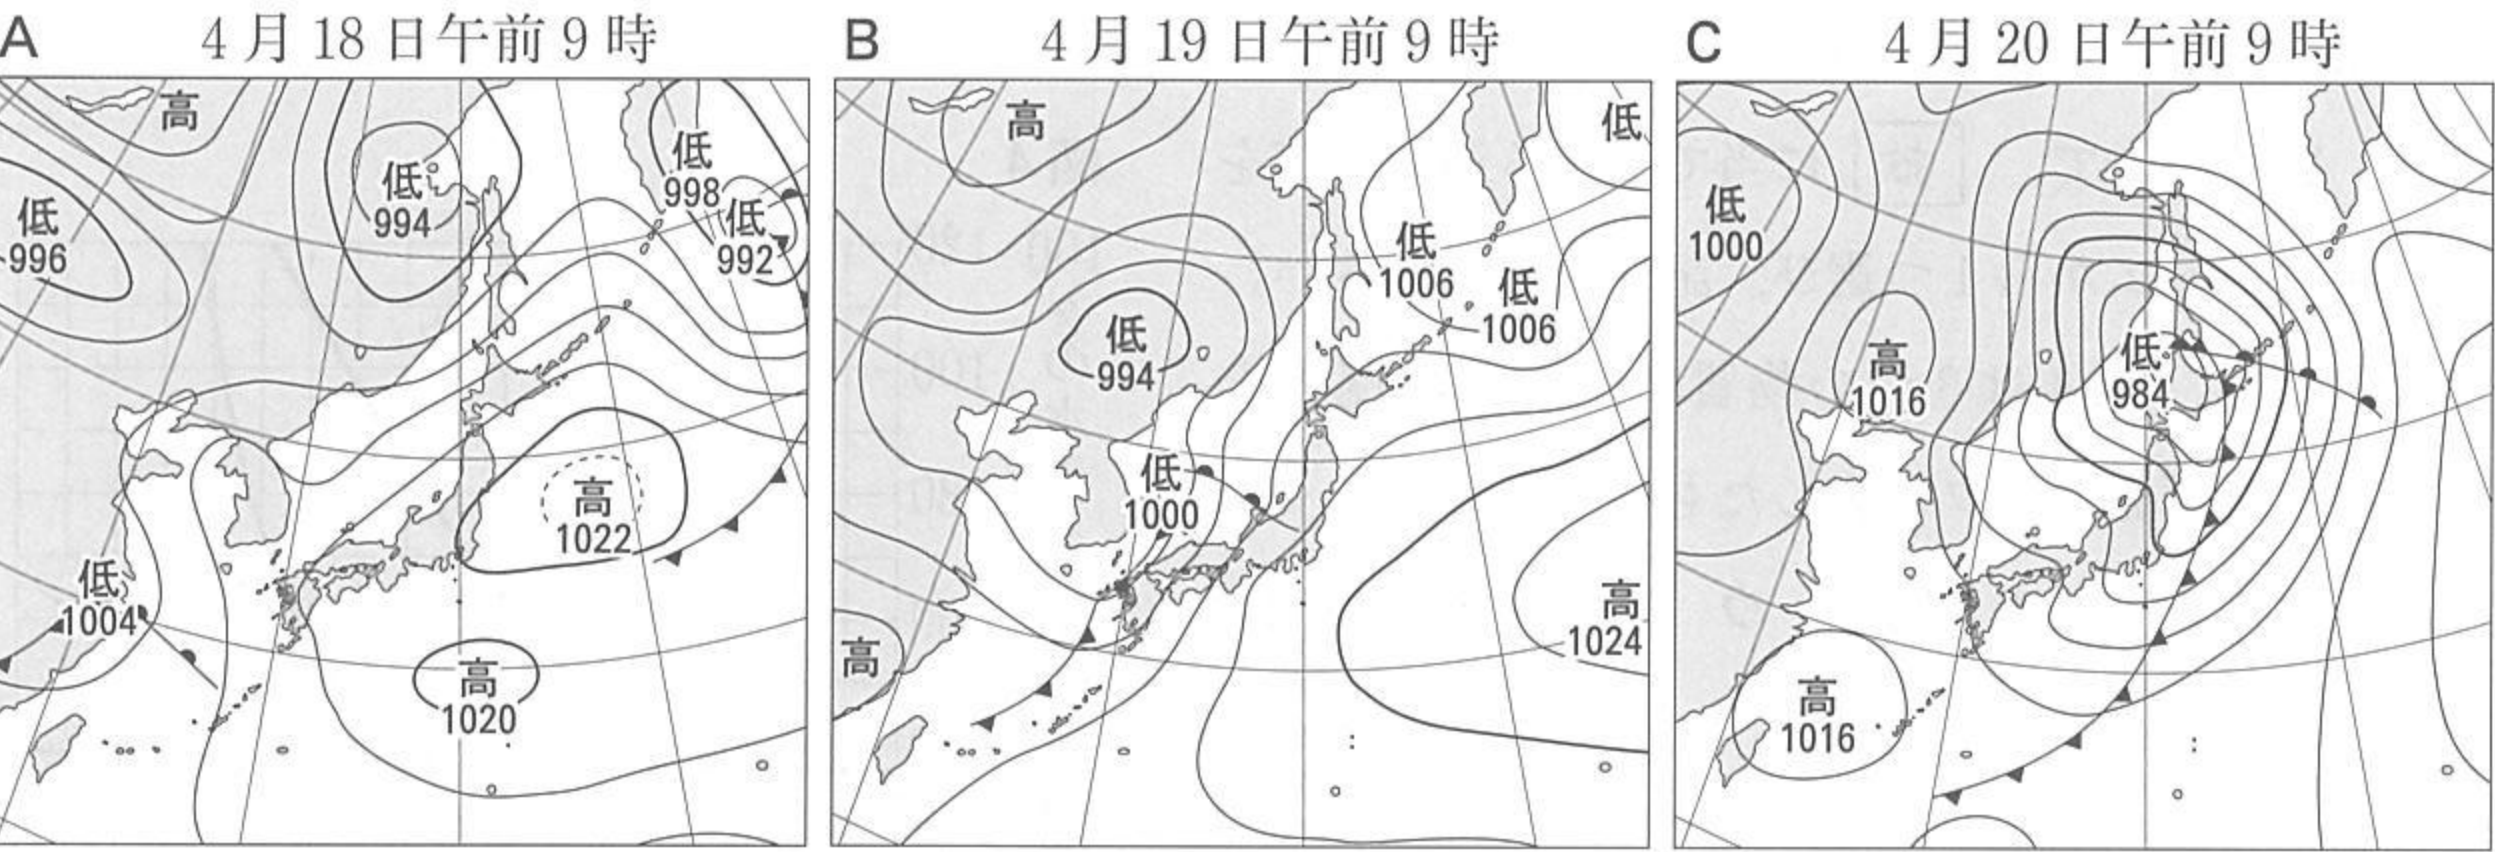 A 4月18日午前9時
高
低
998
低
994
低
992
低
996
高
1022
低
1004
高
1020
B 4月19日午前9時
高
低
低
1006
低
1006
低
994
低
1000
高
1024
高
C 4月20日午前9時
低
1000
高
1016
低
984
高
1016